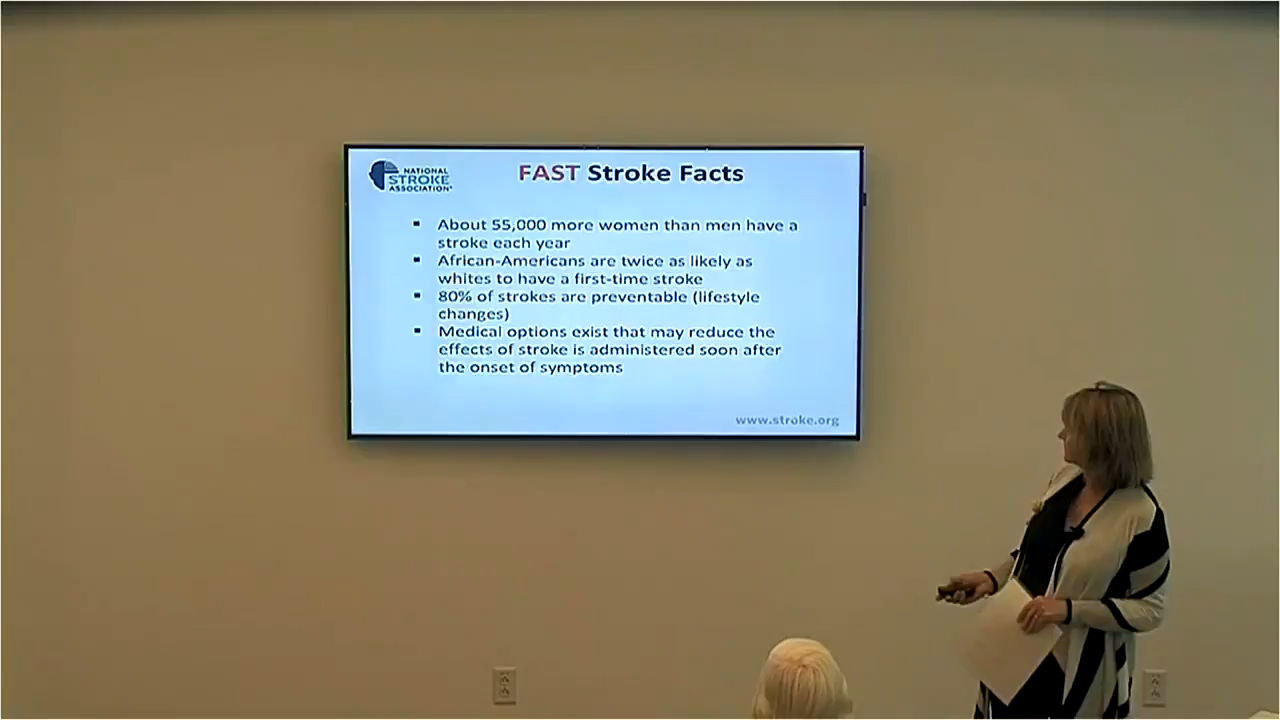 NATIONAL
STROKE
ASSOCIATION®
FAST Stroke Facts
▪ About 55,000 more women than men have a
stroke each year
▪ African-Americans are twice as likely as
whites to have a first-time stroke
▪ 80% of strokes are preventable (lifestyle
changes)
▪ Medical options exist that may reduce the
effects of stroke is administered soon after
the onset of symptoms
www.stroke.org